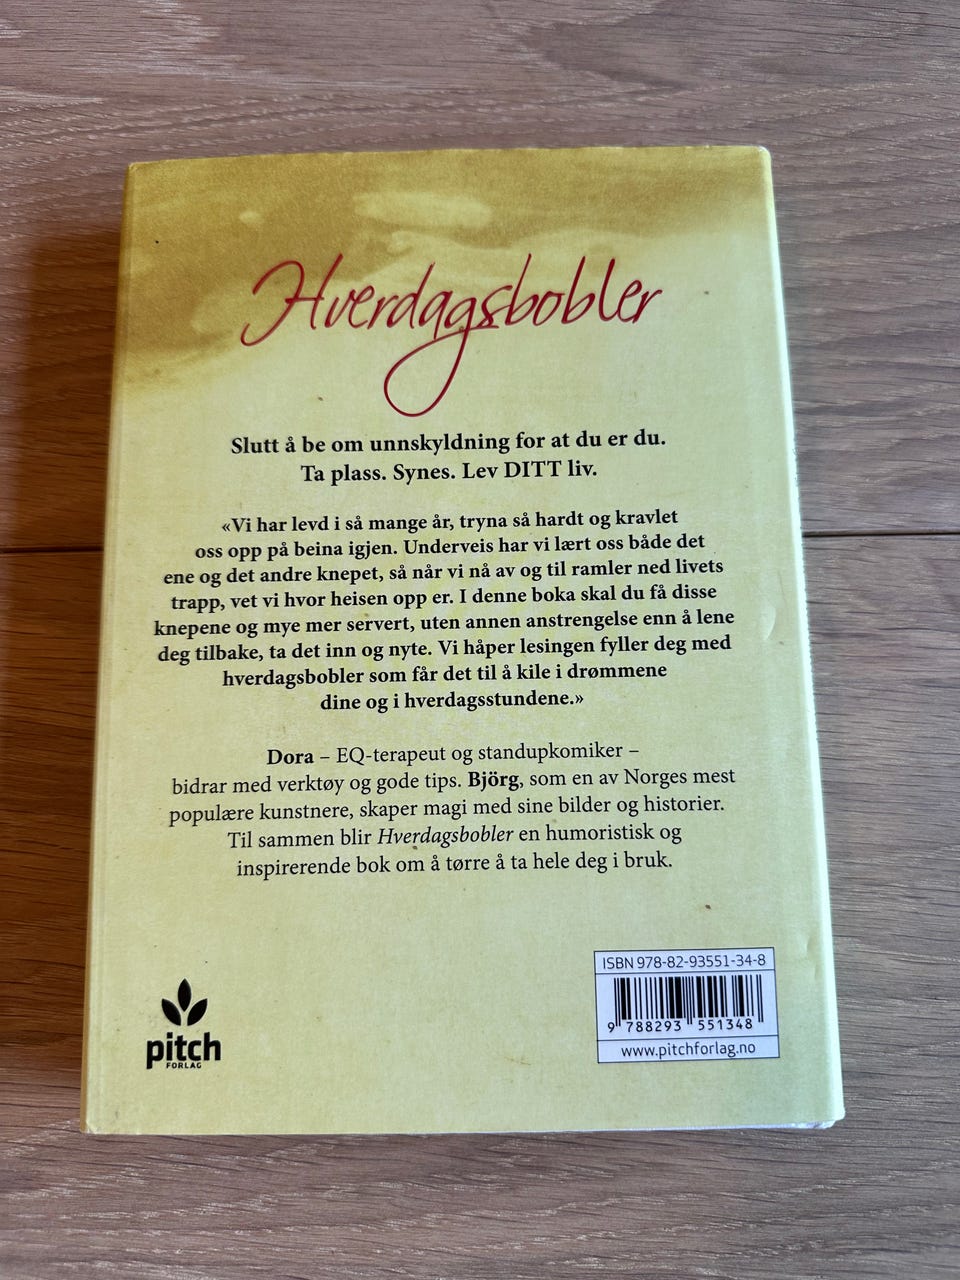 Hverdagsbobler
Slutt å be om unnskyldning for at du er du.
Ta plass. Synes. Lev DITT liv.
«Vi har levd i så mange år, tryna så hardt og kravlet
oss opp på beina igjen. Underveis har vi lært oss både det
ene og det andre knepet, så når vi nå av og til ramler ned livets
trapp, vet vi hvor heisen opp er. I denne boka skal du få disse
knepene og mye mer servert, uten annen anstrengelse enn å lene
deg tilbake, ta det inn og nyte. Vi håper lesingen fyller deg med
hverdagsbobler som får det til å kile i drømmene
dine og i hverdagsstundene.»
Dora – EQ-terapeut og standupkomiker –
bidrar med verktøy og gode tips. Björg, som en av Norges mest
populære kunstnere, skaper magi med sine bilder og historier.
Til sammen blir Hverdagsbobler en humoristisk og
inspirerende bok om å tørre å ta hele deg i bruk.
pitch
FORLAG
ISBN 978-82-93551-34-8
9 788293 551348
www.pitchforlag.no